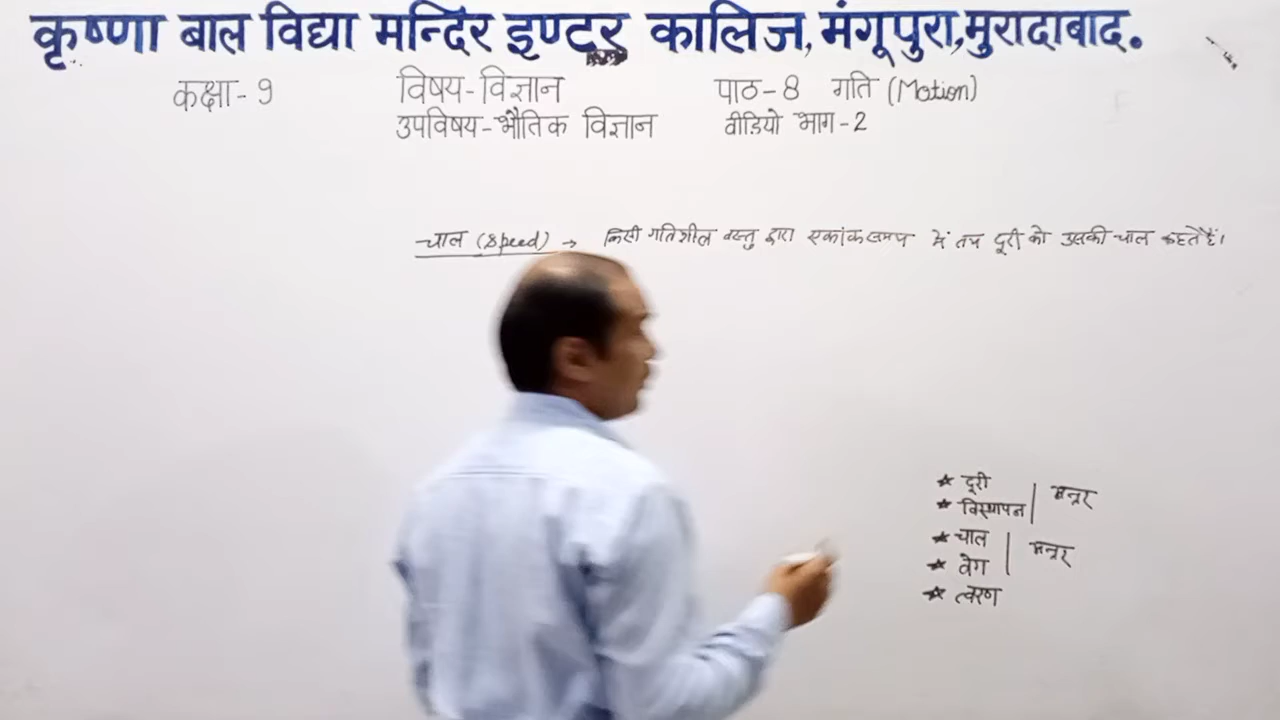 कृष्णा बाल विद्या मन्दिर इण्टर कालिज, मंगूपुरा,मुरादाबाद.
कक्षा-9 विषय-विज्ञान पाठ-8 गति (Motion)
उपविषय-भौतिक विज्ञान वीडियो भाग-2
चाल (Speed) → किसी गतिशील वस्तु द्वारा एकांक समय में तय दूरी को उसकी चाल कहते हैं।
* दूरी
* विस्थापन अन्तर
* चाल
* वेग अन्तर
* त्वरण